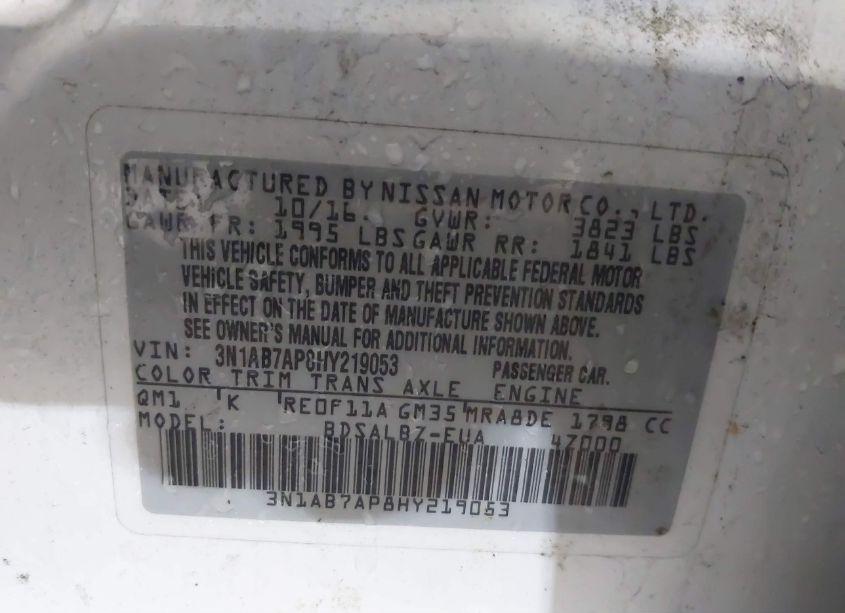 MANUFACTURED BY NISSAN MOTOR CO., LTD.
DATE: 10/16 GVWR: 3823 LBS
GAWR FR: 1995 LBS GAWR RR: 1841 LBS
THIS VEHICLE CONFORMS TO ALL APPLICABLE FEDERAL MOTOR
VEHICLE SAFETY, BUMPER AND THEFT PREVENTION STANDARDS
IN EFFECT ON THE DATE OF MANUFACTURE SHOWN ABOVE.
SEE OWNER'S MANUAL FOR ADDITIONAL INFORMATION.
VIN: 3N1AB7AP8HY219053 PASSENGER CAR.
COLOR TRIM TRANS AXLE ENGINE
QM1 K RE0F11A GM35 MRA8DE 1798 CC
MODEL: BDSALBZ-EUA 47000
3N1AB7AP8HY219053